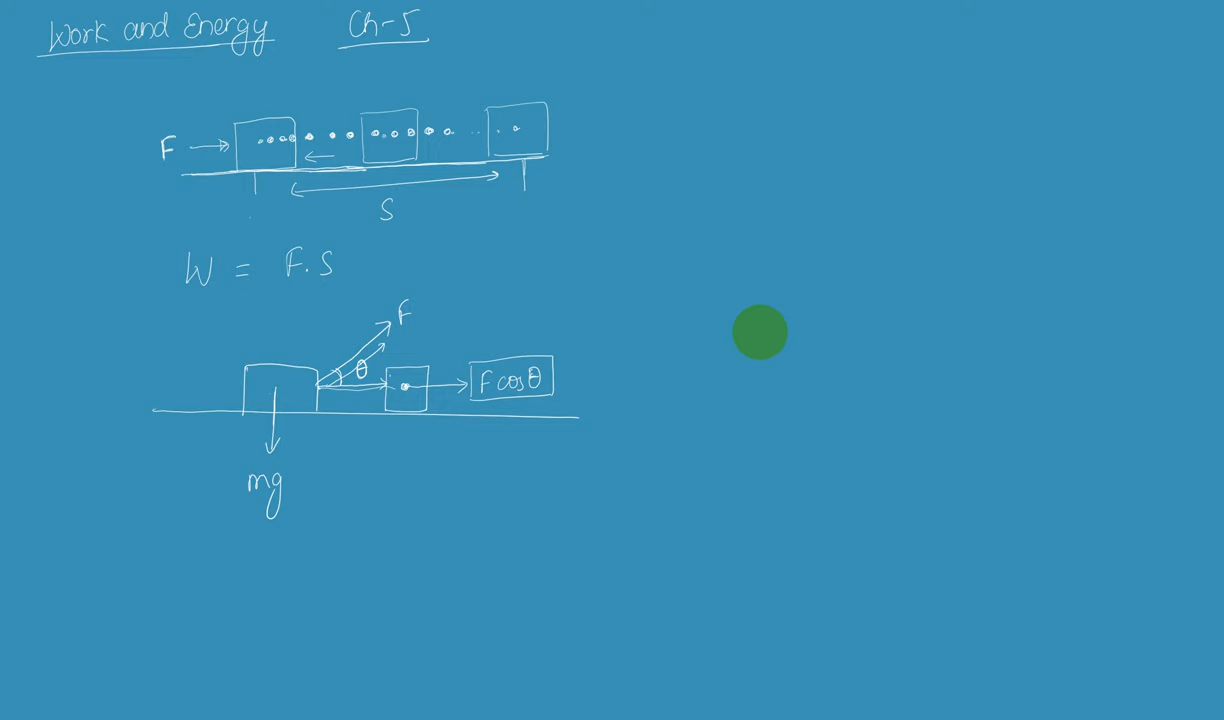 Work and Energy Ch-5
F
S
W = F.S
F
θ
F cosθ
mg